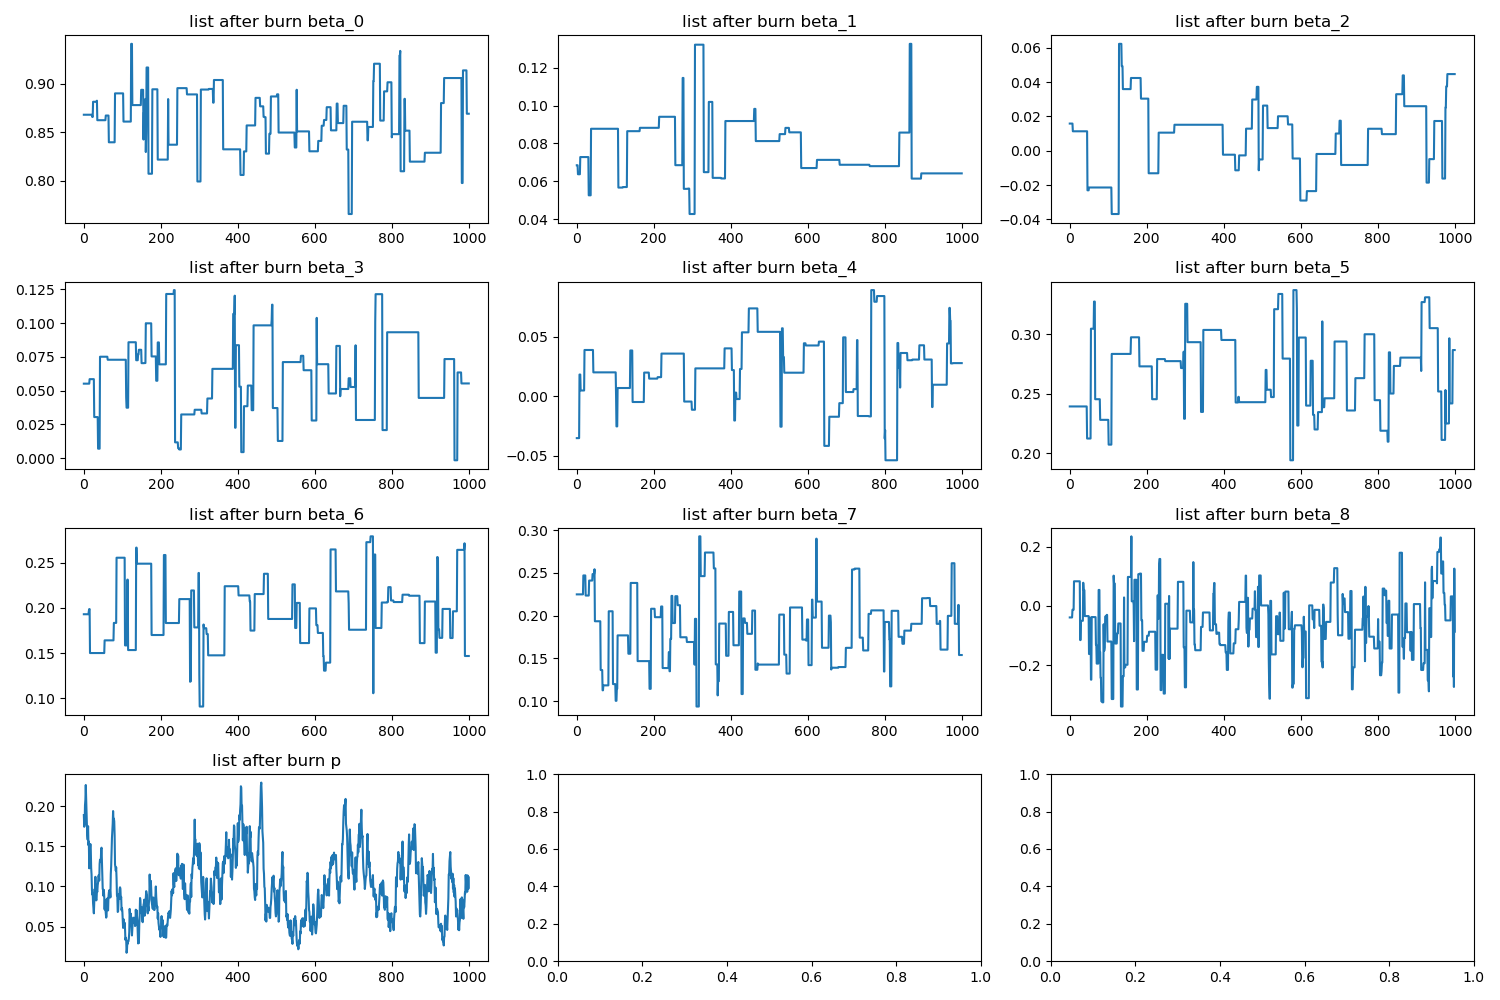 list after burn beta_0
list after burn beta_1
list after burn beta_2
0.90
0.85
0.80
0 200 400 600 800 1000
0.12
0.10
0.08
0.06
0.04
0 200 400 600 800 1000
0.06
0.04
0.02
0.00
−0.02
−0.04
0 200 400 600 800 1000
list after burn beta_3
list after burn beta_4
list after burn beta_5
0.125
0.100
0.075
0.050
0.025
0.000
0 200 400 600 800 1000
0.05
0.00
−0.05
0 200 400 600 800 1000
0.30
0.25
0.20
0 200 400 600 800 1000
list after burn beta_6
list after burn beta_7
list after burn beta_8
0.25
0.20
0.15
0.10
0 200 400 600 800 1000
0.30
0.25
0.20
0.15
0.10
0 200 400 600 800 1000
0.2
0.0
−0.2
0 200 400 600 800 1000
list after burn p
0.20
0.15
0.10
0.05
0 200 400 600 800 1000
1.0
0.8
0.6
0.4
0.2
0.0
0.0 0.2 0.4 0.6 0.8 1.0
1.0
0.8
0.6
0.4
0.2
0.0
0.0 0.2 0.4 0.6 0.8 1.0